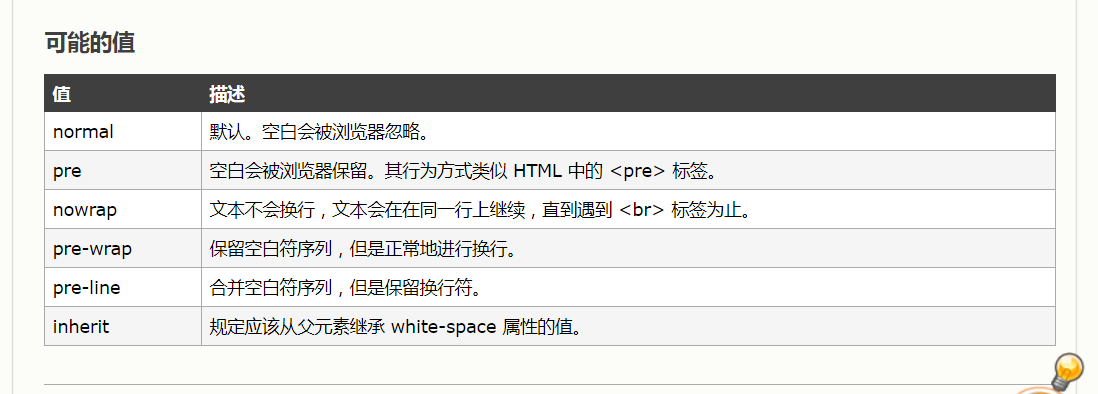 可能的值
值 描述
normal 默认。空白会被浏览器忽略。
pre 空白会被浏览器保留。其行为方式类似 HTML 中的 <pre> 标签。
nowrap 文本不会换行，文本会在在同一行上继续，直到遇到 <br> 标签为止。
pre-wrap 保留空白符序列，但是正常地进行换行。
pre-line 合并空白符序列，但是保留换行符。
inherit 规定应该从父元素继承 white-space 属性的值。